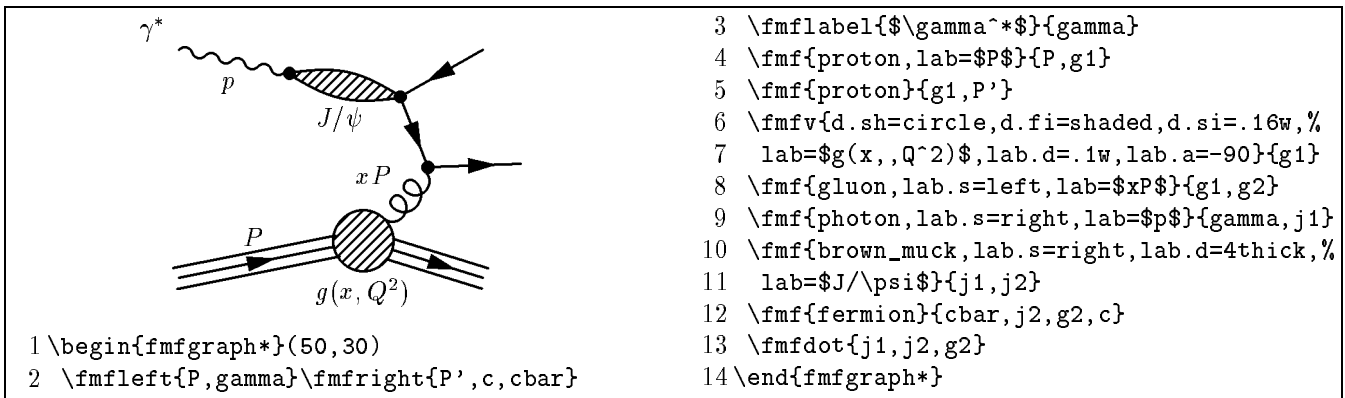 γ*
p
J/ψ
xP
P
g(x, Q²)
1 \begin{fmfgraph*}(50,30)
2 \fmfleft{P,gamma}\fmfright{P',c,cbar}
3 \fmflabel{$\gamma^*$}{gamma}
4 \fmf{proton,lab=$P$}{P,g1}
5 \fmf{proton}{g1,P'}
6 \fmfv{d.sh=circle,d.fi=shaded,d.si=.16w,%
7 lab=$g(x,,Q^2)$,lab.d=.1w,lab.a=-90}{g1}
8 \fmf{gluon,lab.s=left,lab=$xP$}{g1,g2}
9 \fmf{photon,lab.s=right,lab=$p$}{gamma,j1}
10 \fmf{brown_muck,lab.s=right,lab.d=4thick,%
11 lab=$J/\psi$}{j1,j2}
12 \fmf{fermion}{cbar,j2,g2,c}
13 \fmfdot{j1,j2,g2}
14 \end{fmfgraph*}